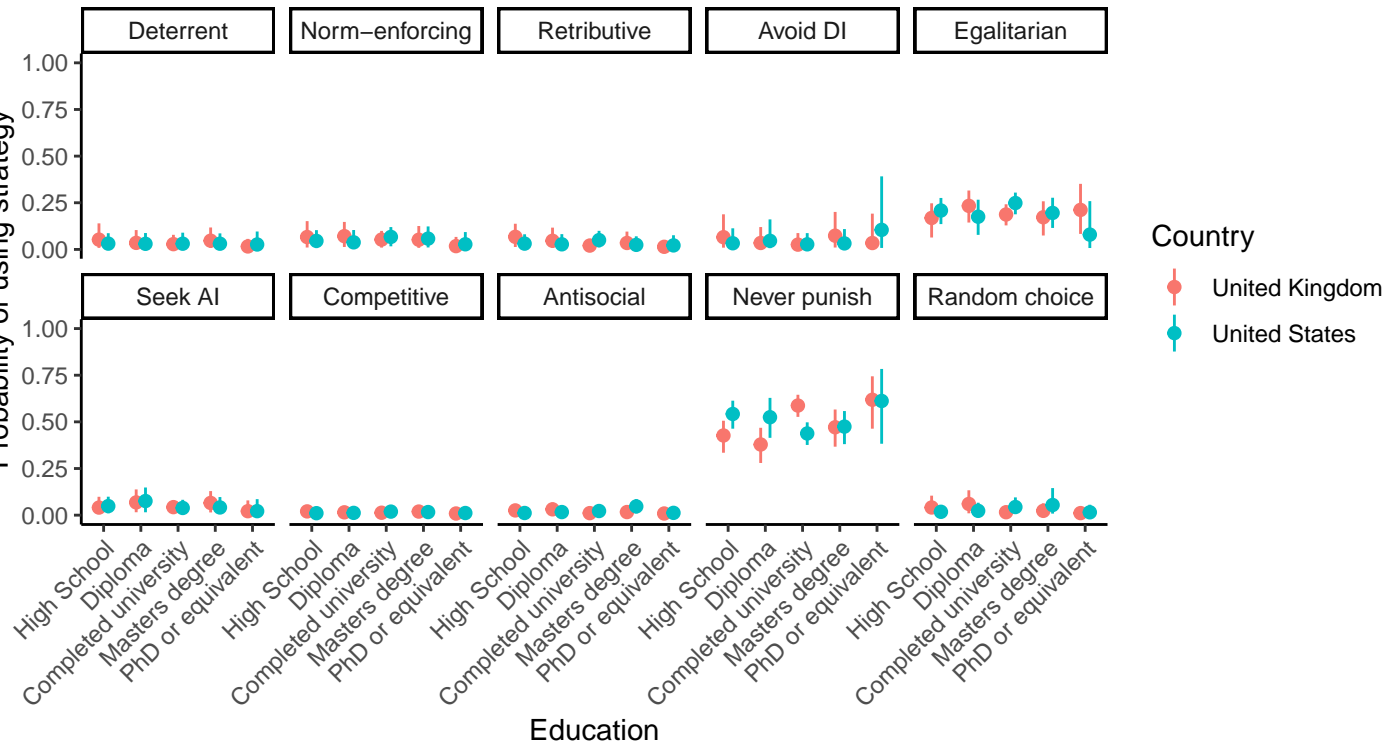 Deterrent Norm−enforcing Retributive Avoid DI Egalitarian
1.00
0.75
0.50
0.25
0.00
Probability of using strategy
Seek AI Competitive Antisocial Never punish Random choice
1.00
0.75
0.50
0.25
0.00
High School Diploma Completed university Masters degree PhD or equivalent
High School Diploma Completed university Masters degree PhD or equivalent
High School Diploma Completed university Masters degree PhD or equivalent
High School Diploma Completed university Masters degree PhD or equivalent
High School Diploma Completed university Masters degree PhD or equivalent
Education
Country
United Kingdom
United States